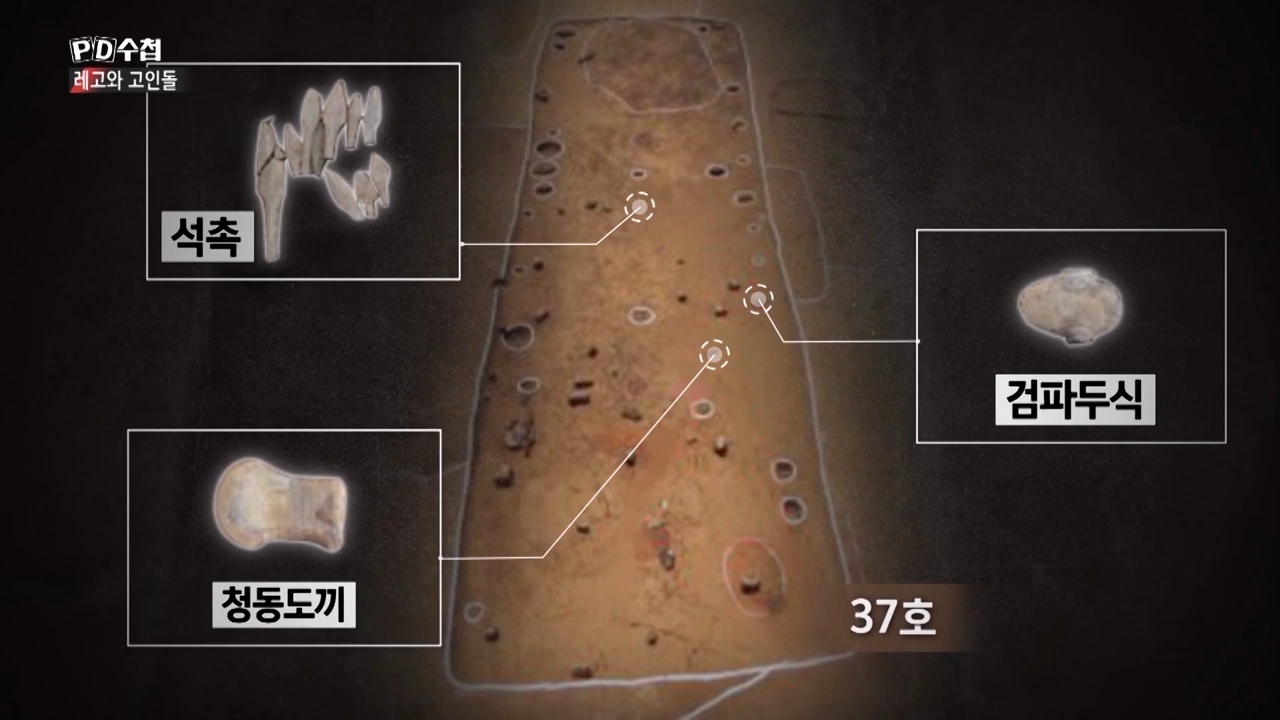 PD수첩
레고와 고인돌
석촉
검파두식
청동도끼
37호